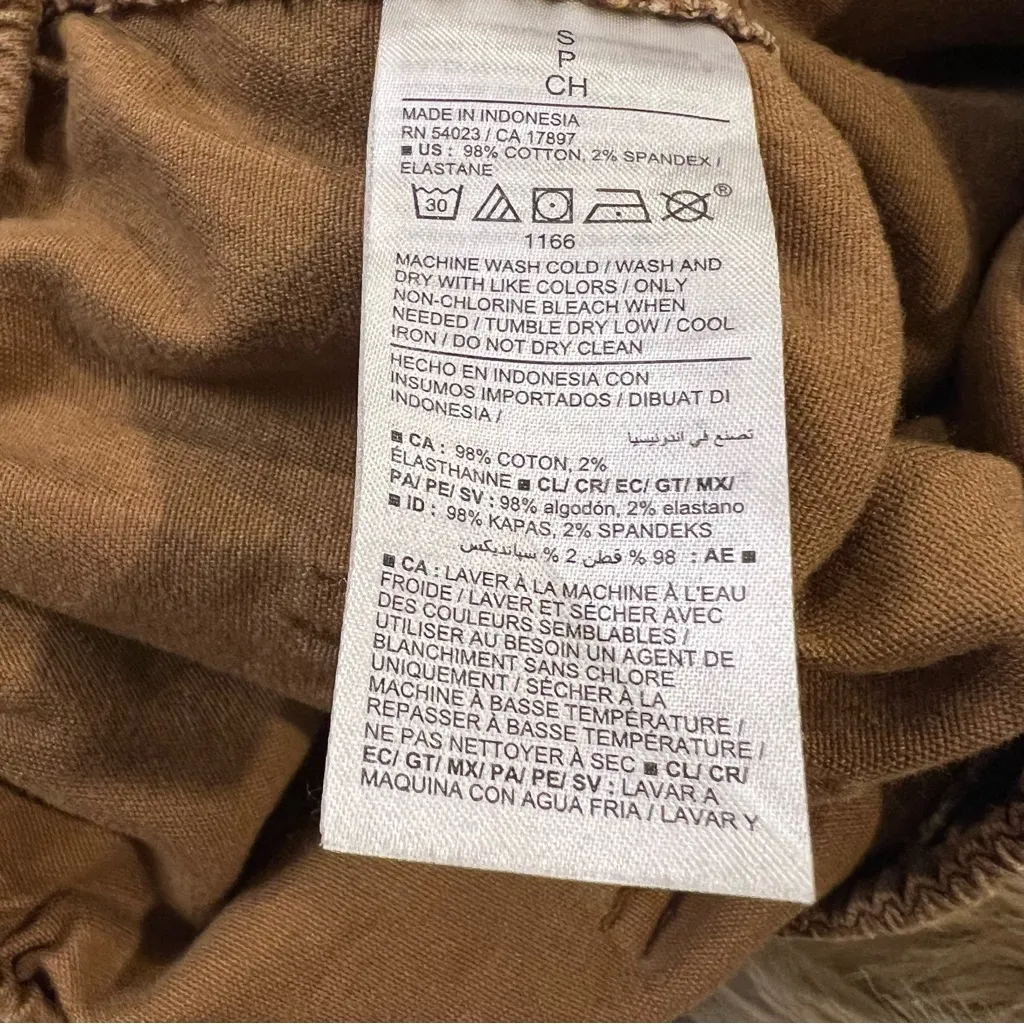 S
P
CH
MADE IN INDONESIA
RN 54023 / CA 17897
■ US : 98% COTTON, 2% SPANDEX /
ELASTANE
30
®
1166
MACHINE WASH COLD / WASH AND
DRY WITH LIKE COLORS / ONLY
NON-CHLORINE BLEACH WHEN
NEEDED / TUMBLE DRY LOW / COOL
IRON / DO NOT DRY CLEAN
HECHO EN INDONESIA CON
INSUMOS IMPORTADOS / DIBUAT DI
INDONESIA /
تصنع في اندونيسيا
■ CA : 98% COTON, 2%
ÉLASTHANNE ■ CL/ CR/ EC/ GT/ MX/
PA/ PE/ SV : 98% algodón, 2% elastano
■ ID : 98% KAPAS, 2% SPANDEKS
■ AE : 98 % قطن 2 % سبانديكس
■ CA : LAVER À LA MACHINE À L'EAU
FROIDE / LAVER ET SÉCHER AVEC
DES COULEURS SEMBLABLES /
UTILISER AU BESOIN UN AGENT DE
BLANCHIMENT SANS CHLORE
UNIQUEMENT / SÉCHER À LA
MACHINE À BASSE TEMPÉRATURE /
REPASSER À BASSE TEMPÉRATURE /
NE PAS NETTOYER À SEC ■ CL/ CR/
EC/ GT/ MX/ PA/ PE/ SV : LAVAR A
MAQUINA CON AGUA FRIA / LAVAR Y